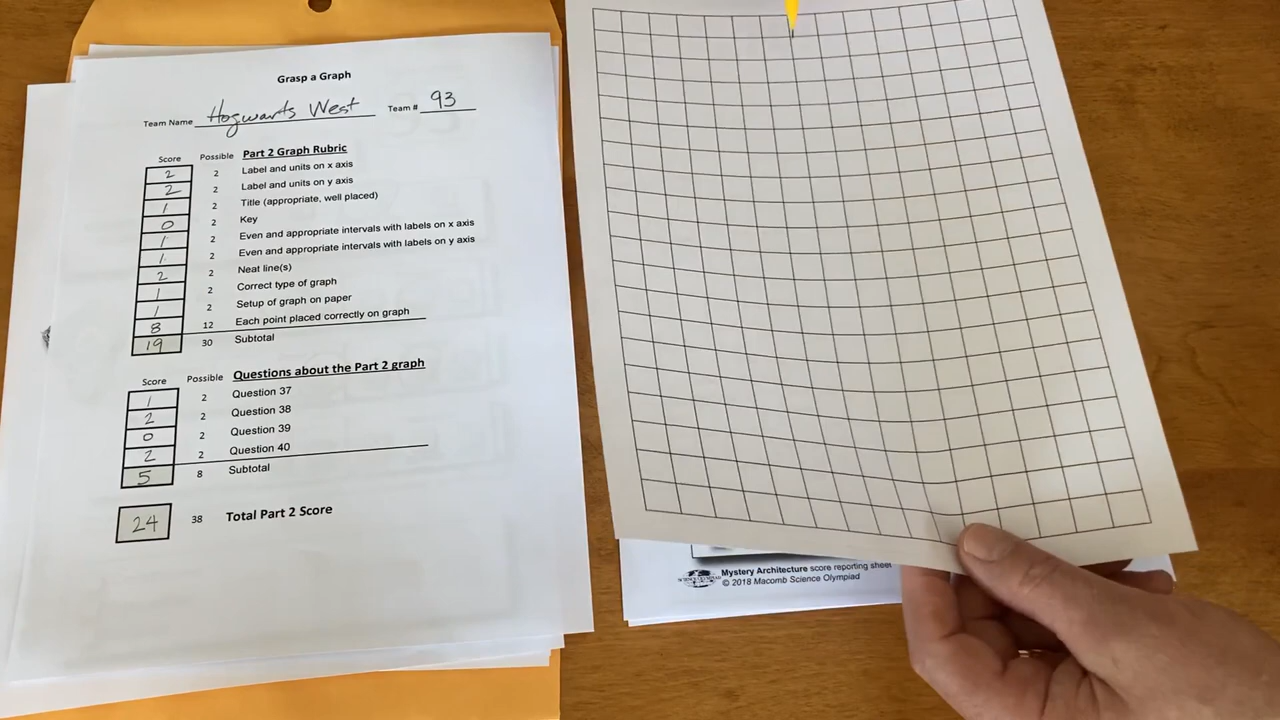 Grasp a Graph
Team Name Hogwarts West Team # 93
Score Possible Part 2 Graph Rubric
2 2 Label and units on x axis
2 2 Label and units on y axis
1 2 Title (appropriate, well placed)
0 2 Key
1 2 Even and appropriate intervals with labels on x axis
1 2 Even and appropriate intervals with labels on y axis
2 2 Neat line(s)
1 2 Correct type of graph
1 2 Setup of graph on paper
8 12 Each point placed correctly on graph
19 30 Subtotal
Score Possible Questions about the Part 2 graph
1 2 Question 37
2 2 Question 38
0 2 Question 39
2 2 Question 40
5 8 Subtotal
24 38 Total Part 2 Score
SCIENCE OLYMPIAD
Mystery Architecture score reporting sheet
© 2018 Macomb Science Olympiad